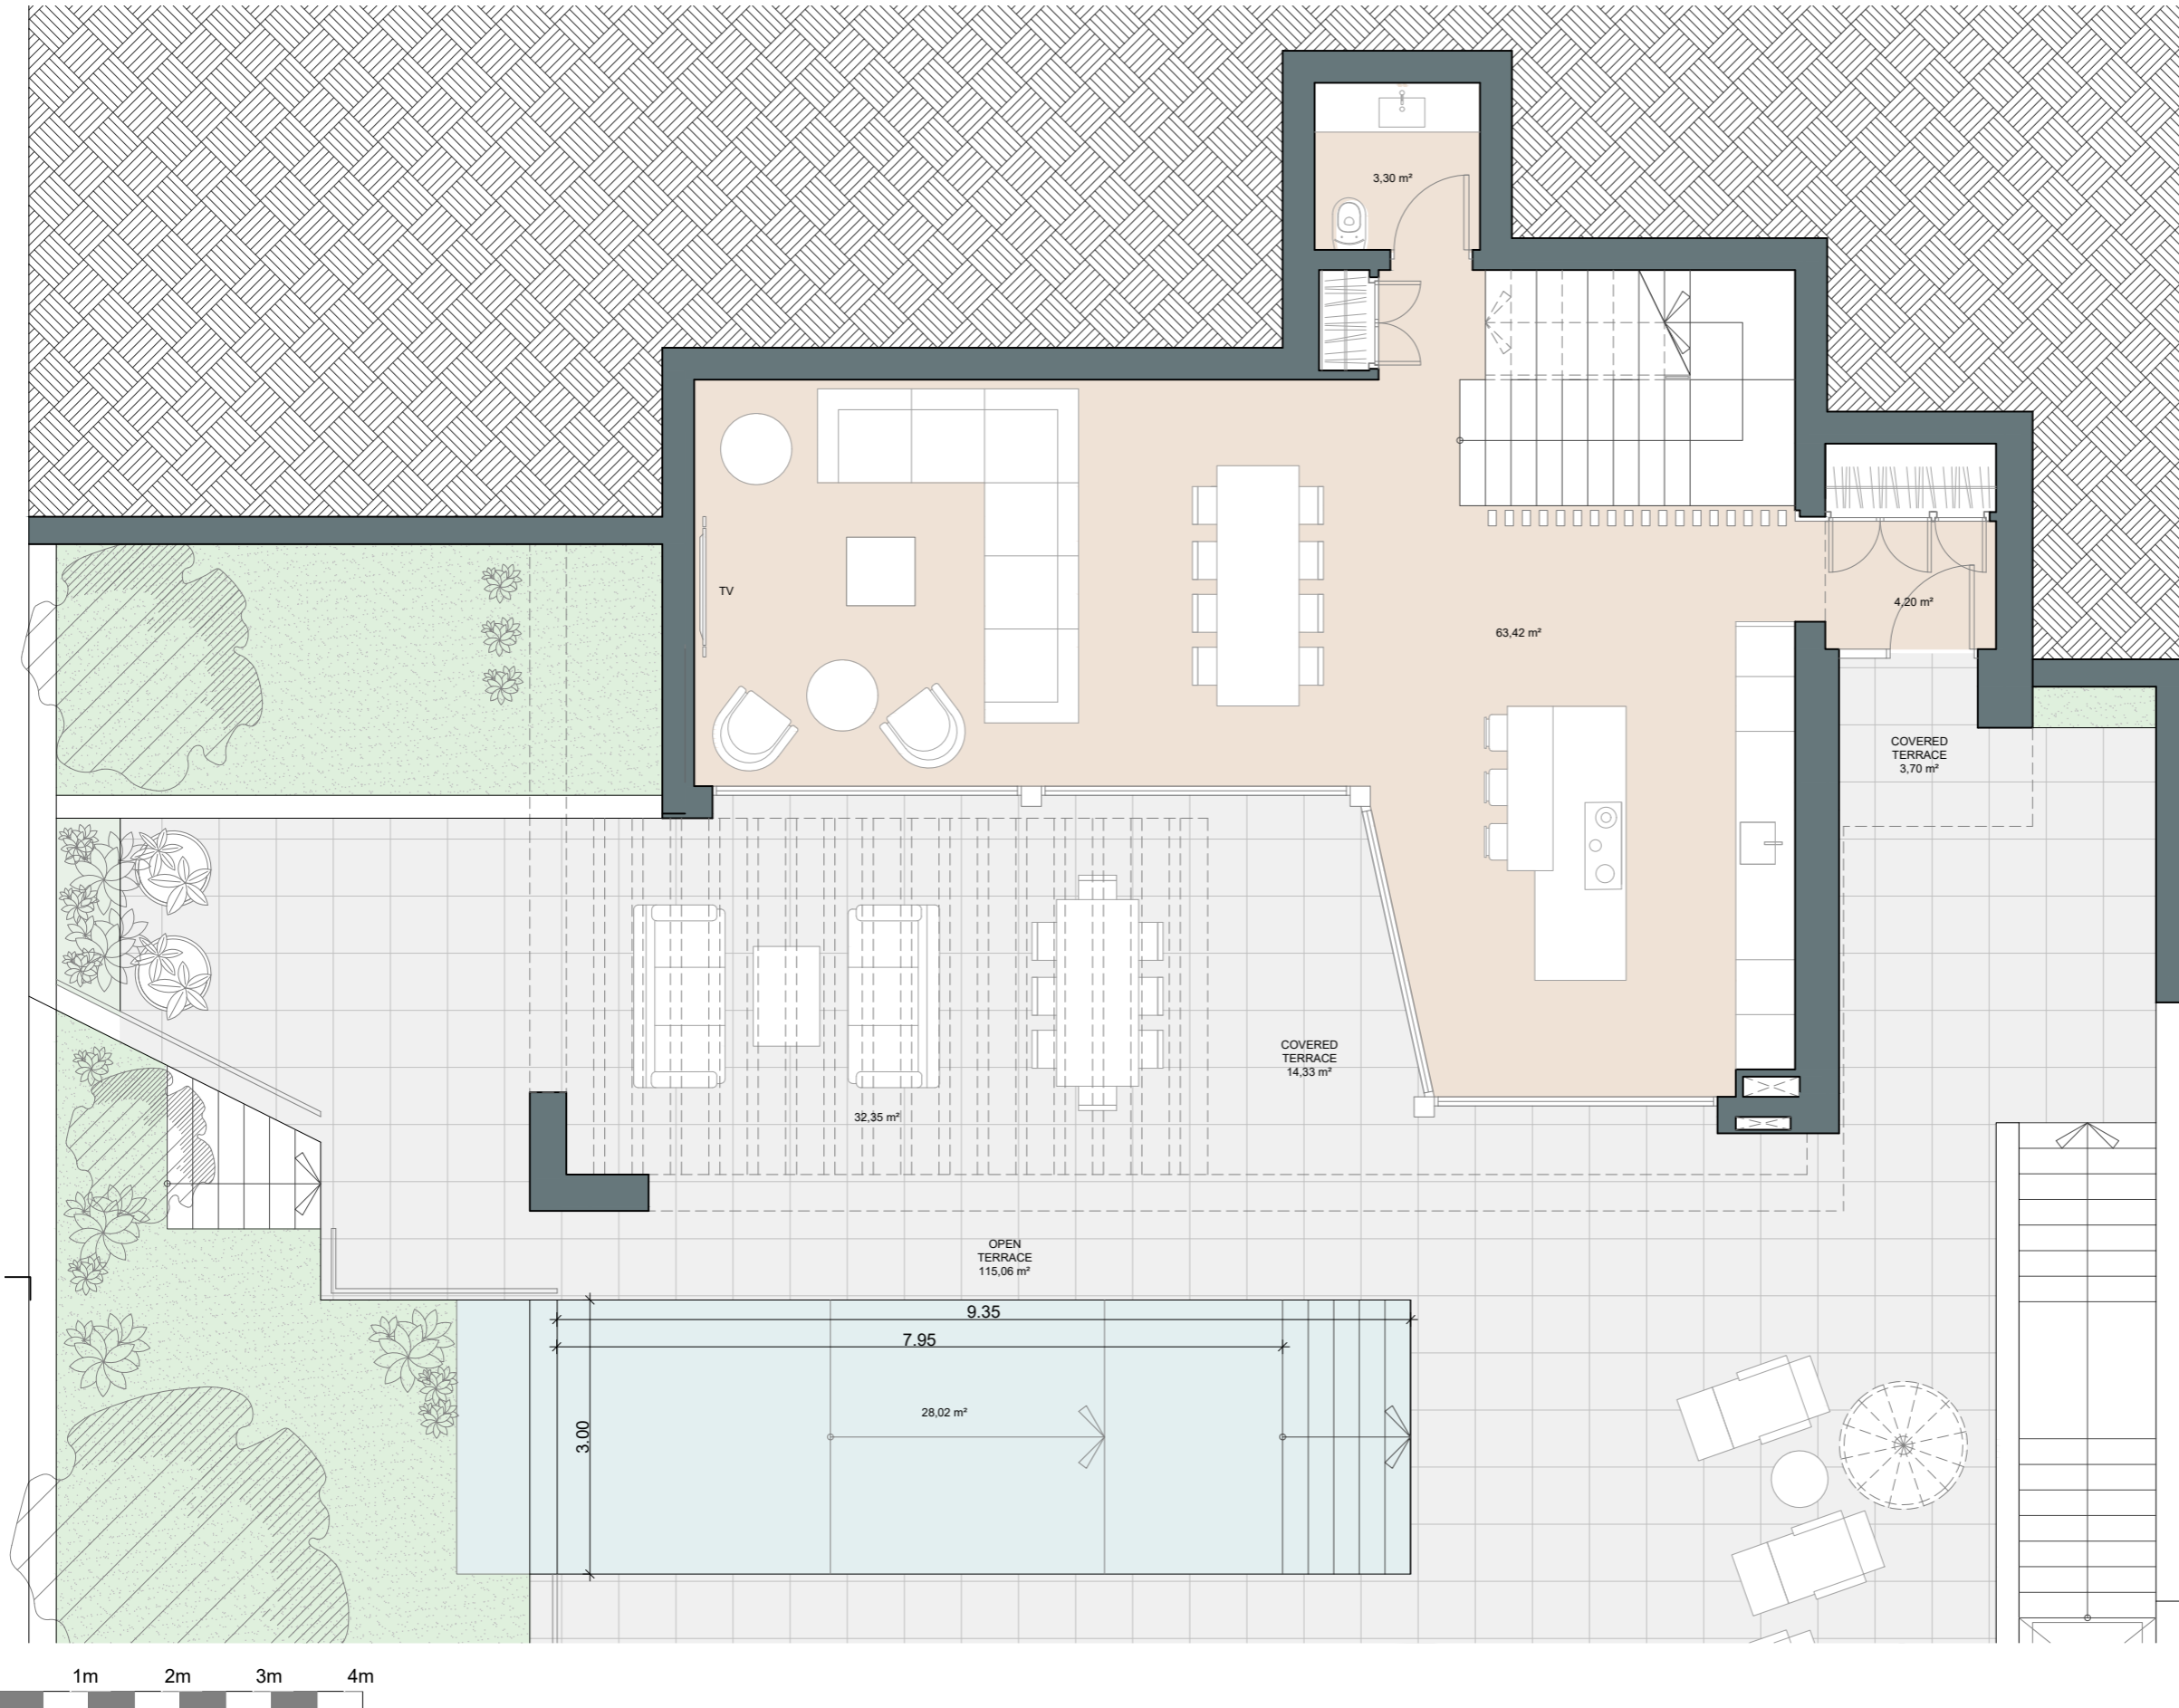 3,30 m²
TV
4,20 m²
63,42 m²
COVERED
TERRACE
3,70 m²
COVERED
TERRACE
14,33 m²
32,35 m²
OPEN
TERRACE
115,06 m²
9.35
7.95
28,02 m²
3.00
1m 2m 3m 4m